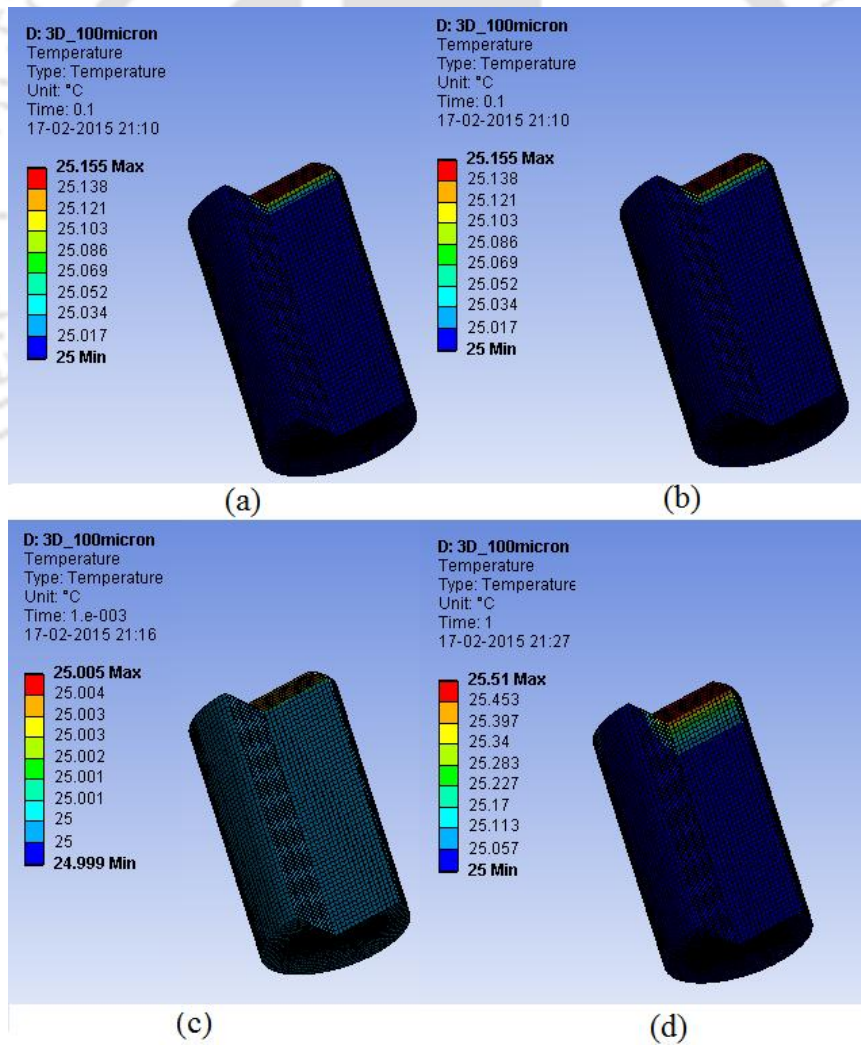 D: 3D_100micron
Temperature
Type: Temperature
Unit: °C
Time: 0.1
17-02-2015 21:10
25.155 Max
25.138
25.121
25.103
25.086
25.069
25.052
25.034
25.017
25 Min
(a)
D: 3D_100micron
Temperature
Type: Temperature
Unit: °C
Time: 0.1
17-02-2015 21:10
25.155 Max
25.138
25.121
25.103
25.086
25.069
25.052
25.034
25.017
25 Min
(b)
D: 3D_100micron
Temperature
Type: Temperature
Unit: °C
Time: 1.e-003
17-02-2015 21:16
25.005 Max
25.004
25.003
25.003
25.002
25.001
25.001
25
25
24.999 Min
(c)
D: 3D_100micron
Temperature
Type: Temperature
Unit: °C
Time: 1
17-02-2015 21:27
25.51 Max
25.453
25.397
25.34
25.283
25.227
25.17
25.113
25.057
25 Min
(d)